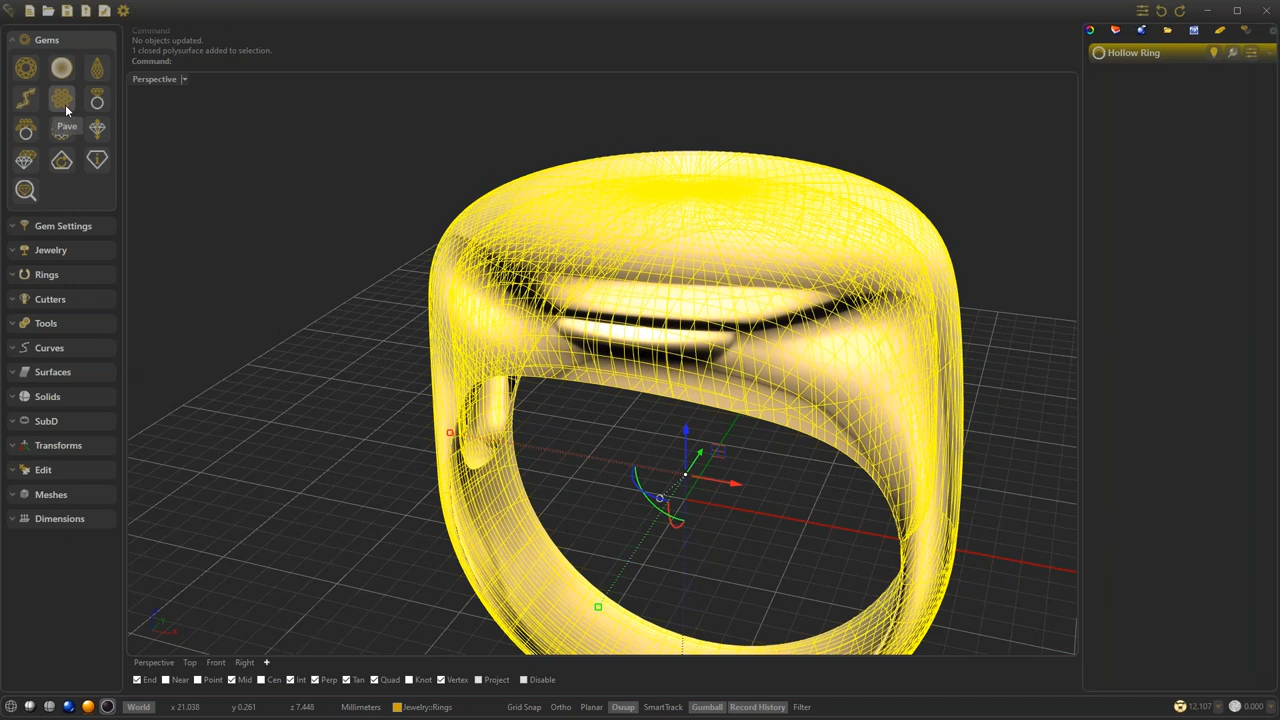 Command
No objects updated.
1 closed polysurface added to selection.
Command:
Gems
Pave
Gem Settings
Jewelry
Rings
Cutters
Tools
Curves
Surfaces
Solids
SubD
Transforms
Edit
Meshes
Dimensions
Perspective
Hollow Ring
z
y
x
Perspective Top Front Right
End Near Point Mid Cen Int Perp Tan Quad Knot Vertex Project Disable
World x 21.038 y 0.261 z 7.448 Millimeters Jewelry::Rings Grid Snap Ortho Planar Osnap SmartTrack Gumball Record History Filter 12.107 0.000